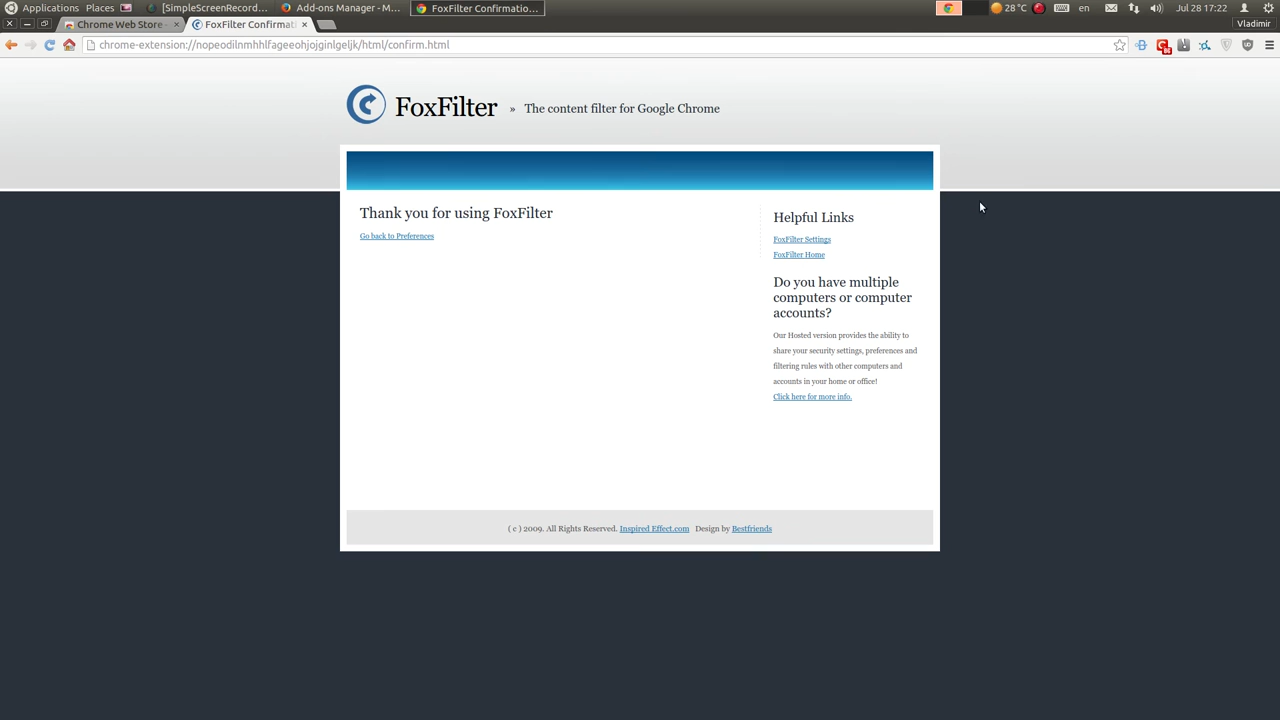 Applications Places [SimpleScreenRecord... Add-ons Manager - M... FoxFilter Confirmatio... 28 °C en Jul 28 17:22
Chrome Web Store - FoxFilter Confirmati Vladimir
chrome-extension://nopeodilnmhhlfageeohjojginlgeljk/html/confirm.html
FoxFilter » The content filter for Google Chrome
Thank you for using FoxFilter
Go back to Preferences
Helpful Links
FoxFilter Settings
FoxFilter Home
Do you have multiple
computers or computer
accounts?
Our Hosted version provides the ability to
share your security settings, preferences and
filtering rules with other computers and
accounts in your home or office!
Click here for more info.
( c ) 2009. All Rights Reserved. Inspired Effect.com Design by Bestfriends